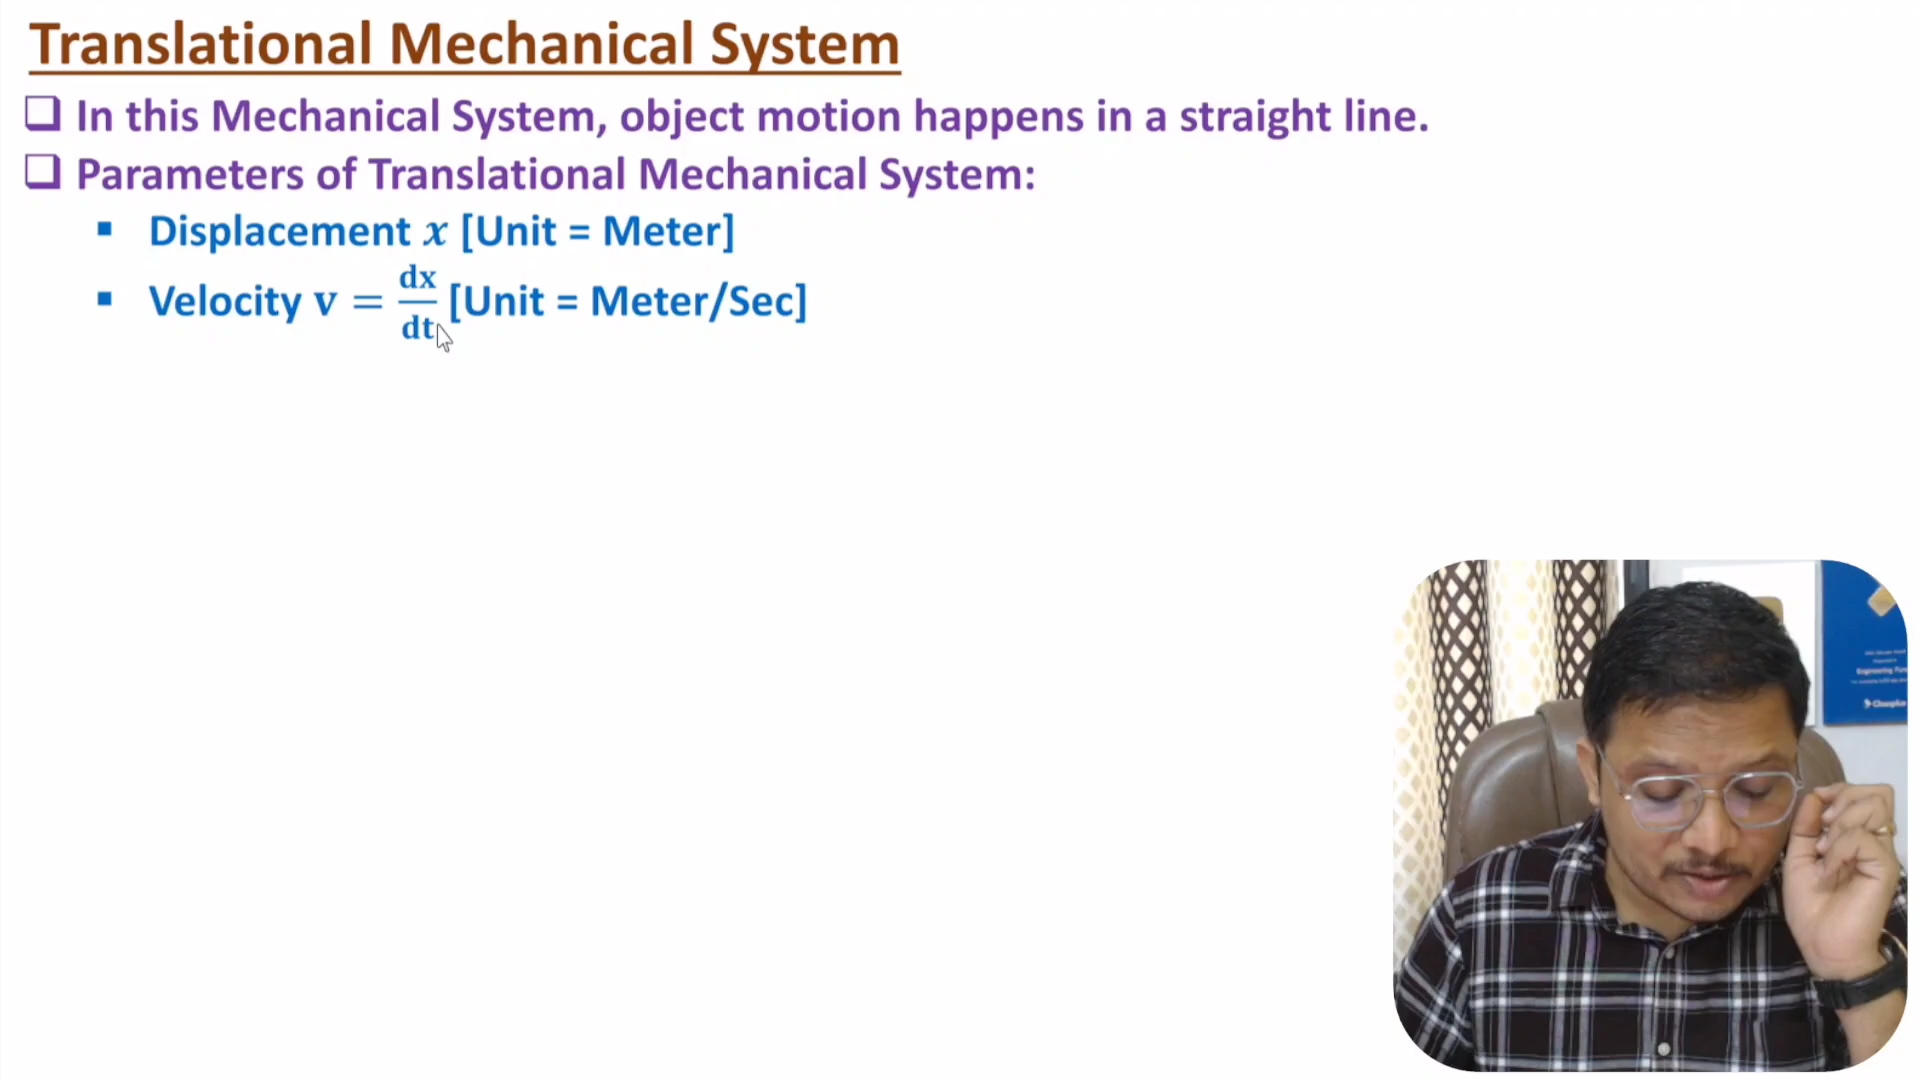 Translational Mechanical System
❑ In this Mechanical System, object motion happens in a straight line.
❑ Parameters of Translational Mechanical System:
▪ Displacement x [Unit = Meter]
▪ Velocity v = dx/dt [Unit = Meter/Sec]
Engineering